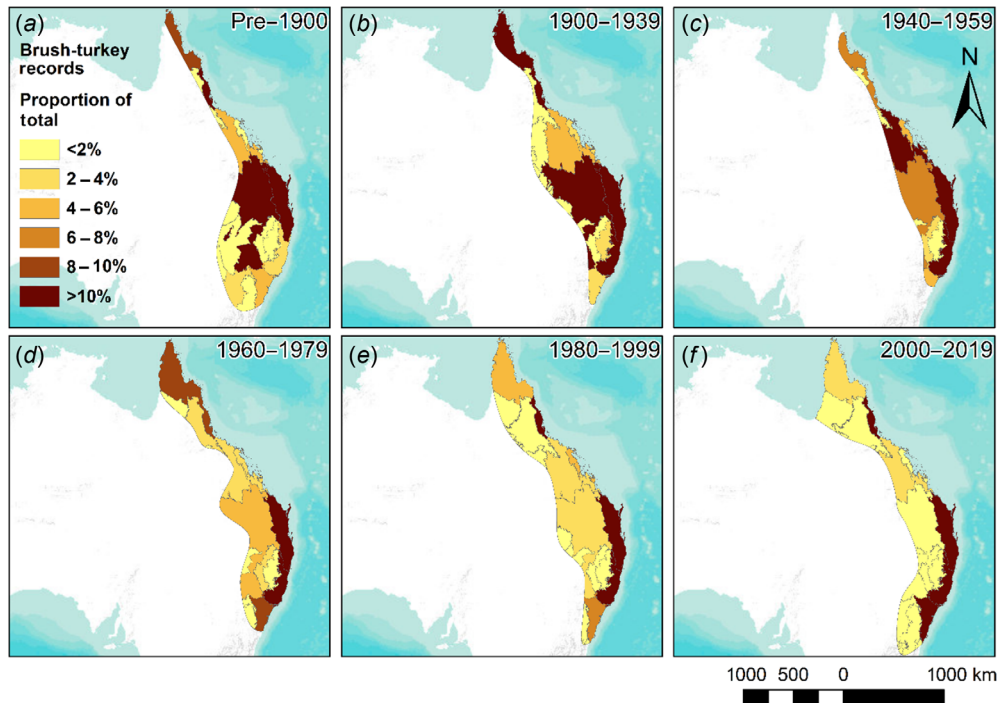 (a)
Pre−1900
Brush-turkey
records
Proportion of
total
<2%
2 – 4%
4 – 6%
6 – 8%
8 – 10%
>10%
(b)
1900−1939
(c)
1940−1959
N
(d)
1960−1979
(e)
1980−1999
(f)
2000−2019
1000 500 0 1000 km